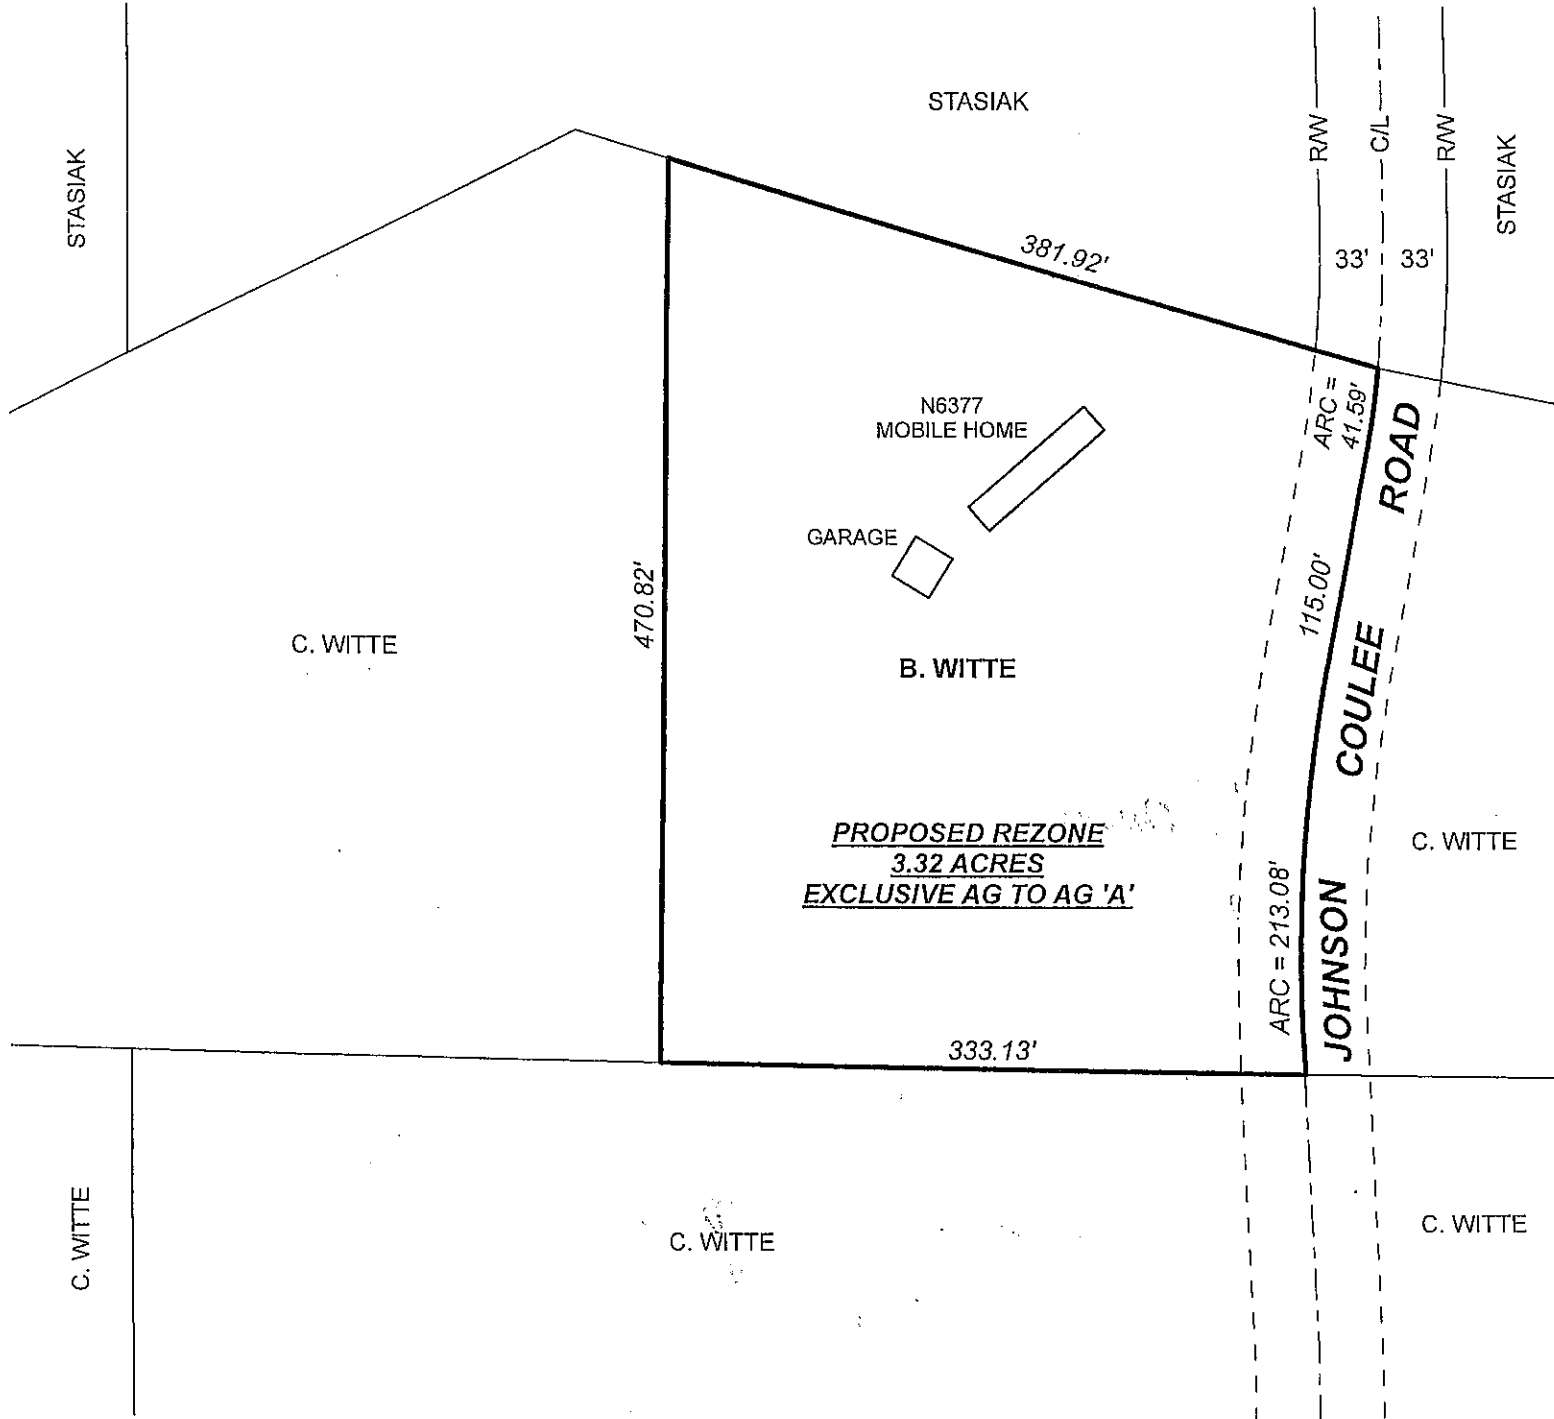 STASIAK
STASIAK
R/W
C/L
R/W
STASIAK
33'
33'
381.92'
N6377
MOBILE HOME
GARAGE
ARC =
41.59'
115.00'
470.82'
C. WITTE
B. WITTE
PROPOSED REZONE
3.32 ACRES
EXCLUSIVE AG TO AG 'A'
ARC = 213.08'
JOHNSON COULEE ROAD
C. WITTE
333.13'
C. WITTE
C. WITTE
C. WITTE